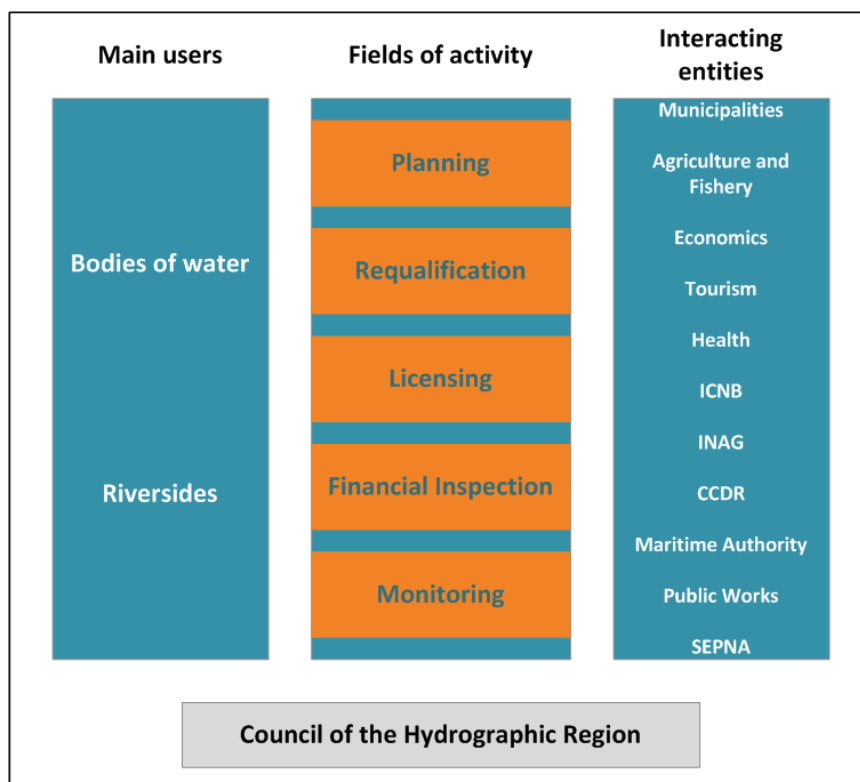 Main users
Bodies of water
Riversides
Fields of activity
Planning
Requalification
Licensing
Financial Inspection
Monitoring
Interacting
entities
Municipalities
Agriculture and
Fishery
Economics
Tourism
Health
ICNB
INAG
CCDR
Maritime Authority
Public Works
SEPNA
Council of the Hydrographic Region